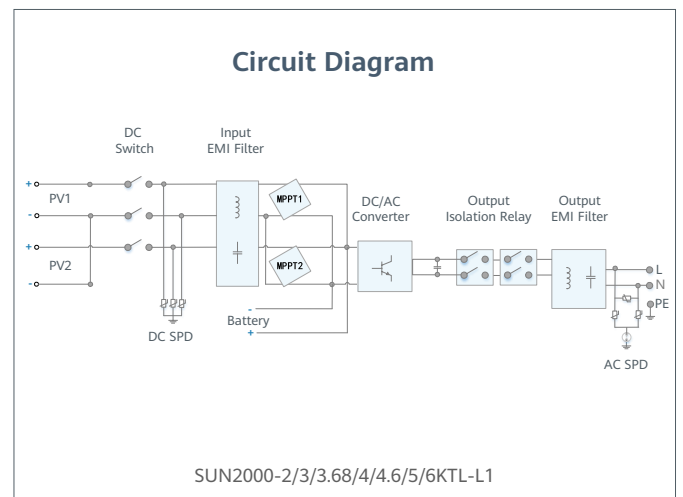 Circuit Diagram
DC
Switch
Input
EMI Filter
+
PV1
-
+
PV2
-
MPPT1
MPPT2
DC/AC
Converter
Output
Isolation Relay
Output
EMI Filter
L
N
PE
-
Battery
+
DC SPD
AC SPD
SUN2000-2/3/3.68/4/4.6/5/6KTL-L1